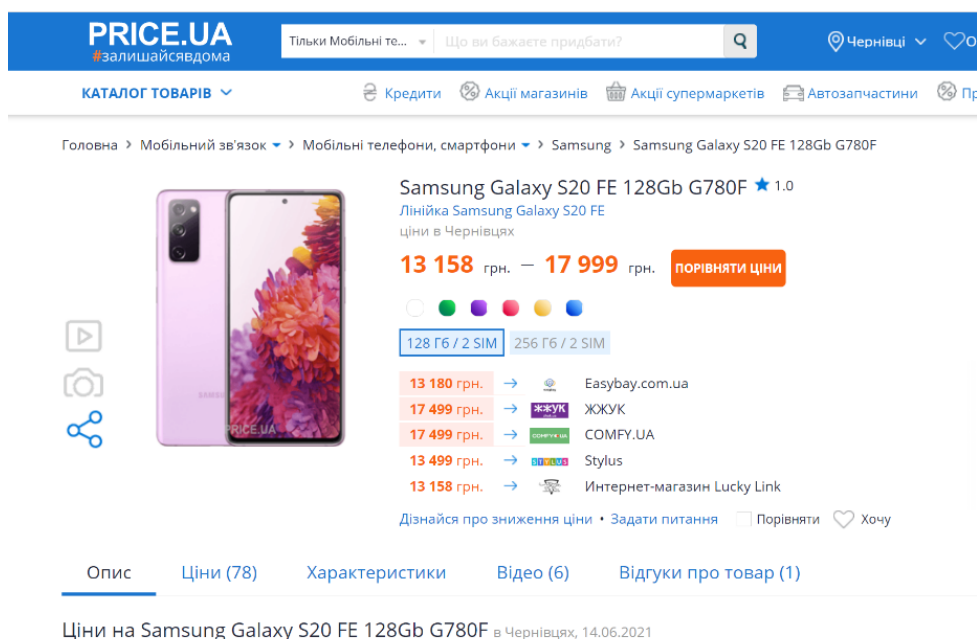 PRICE.UA
#залишайсявдома
Тільки Мобільні те...
Що ви бажаєте придбати?
Чернівці
КАТАЛОГ ТОВАРІВ
Кредити
Акції магазинів
Акції супермаркетів
Автозапчастини
Головна > Мобільний зв'язок > Мобільні телефони, смартфони > Samsung > Samsung Galaxy S20 FE 128Gb G780F
Samsung Galaxy S20 FE 128Gb G780F 1.0
Лінійка Samsung Galaxy S20 FE
ціни в Чернівцях
13 158 грн. — 17 999 грн.
ПОРІВНЯТИ ЦІНИ
128 Гб / 2 SIM
256 Гб / 2 SIM
13 180 грн. → Easybay.com.ua
17 499 грн. → ЖЖУК ЖЖУК
17 499 грн. → COMFY.UA COMFY.UA
13 499 грн. → STYLUS Stylus
13 158 грн. → Интернет-магазин Lucky Link
SAMSUNG
PRICE.UA
Дізнайся про зниження ціни • Задати питання
Порівняти
Хочу
Опис
Ціни (78)
Характеристики
Відео (6)
Відгуки про товар (1)
Ціни на Samsung Galaxy S20 FE 128Gb G780F в Чернівцях, 14.06.2021